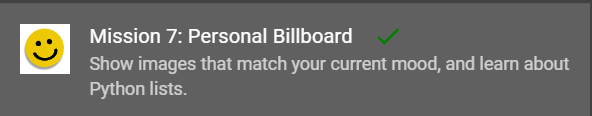 Mission 7: Personal Billboard
Show images that match your current mood, and learn about
Python lists.